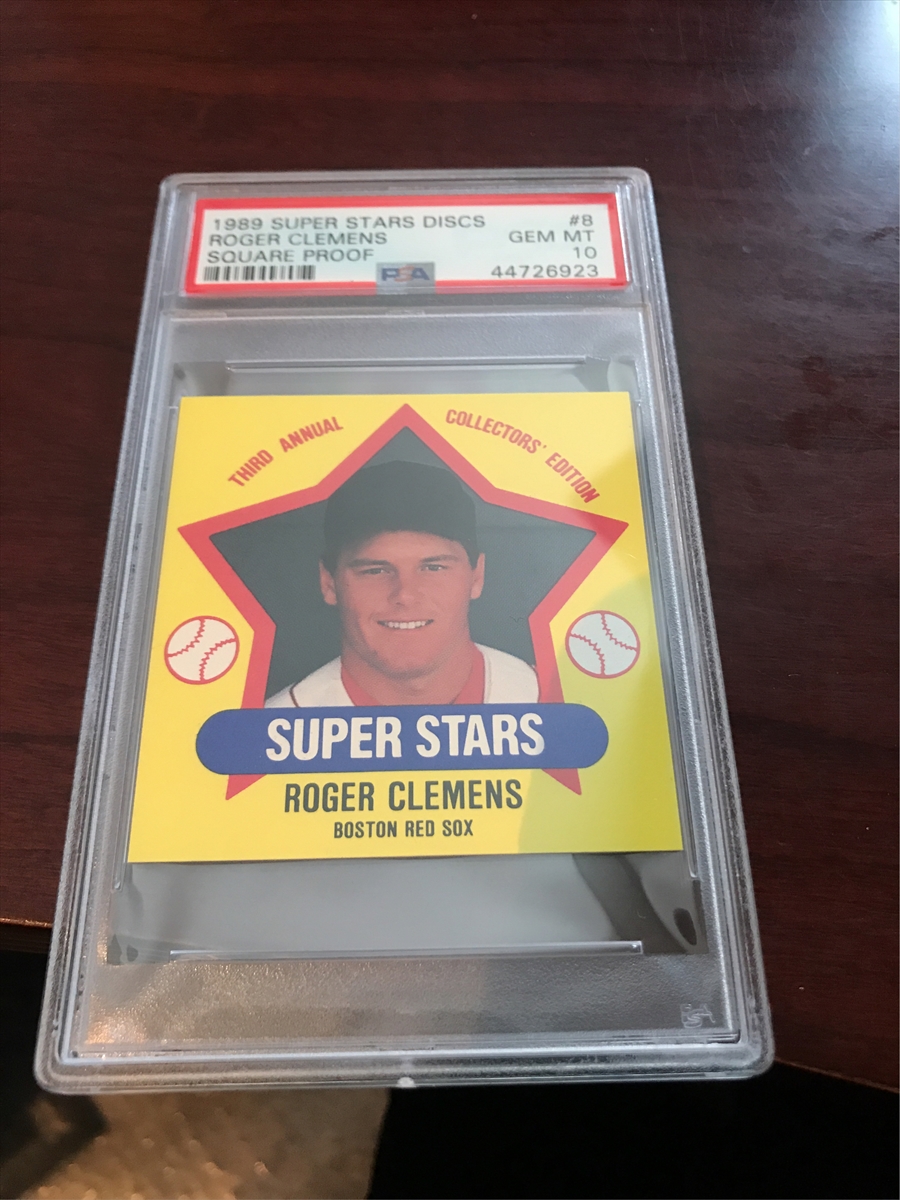 1989 SUPER STARS DISCS #8
ROGER CLEMENS GEM MT
SQUARE PROOF 10
PSA 44726923
THIRD ANNUAL COLLECTORS' EDITION
SUPER STARS
ROGER CLEMENS
BOSTON RED SOX